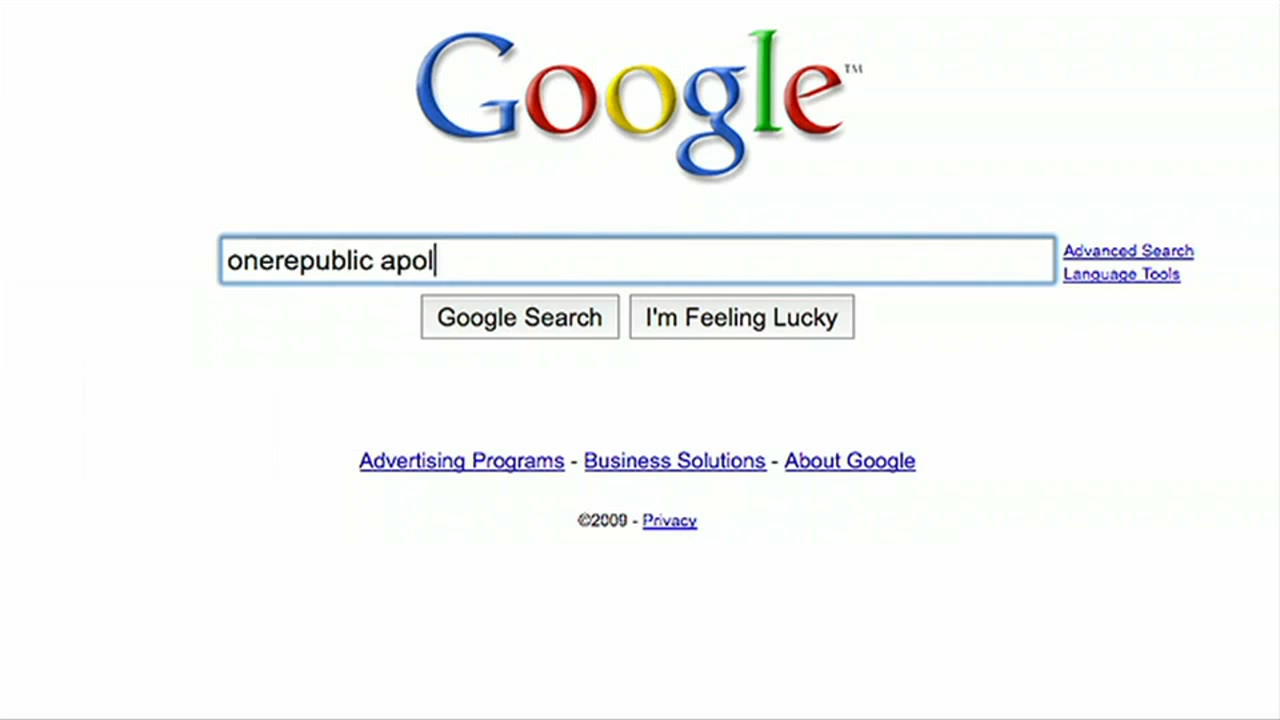 Google™
onerepublic apol
Advanced Search
Language Tools
Google Search
I'm Feeling Lucky
Advertising Programs - Business Solutions - About Google
©2009 - Privacy